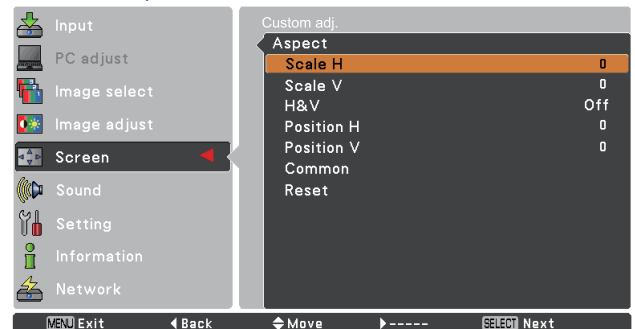 Custom adj.
Input
PC adjust
Image select
Image adjust
Screen
Sound
Setting
Information
Network
Aspect
Scale H 0
Scale V 0
H&V Off
Position H 0
Position V 0
Common
Reset
MENU Exit Back Move ----- SELECT Next